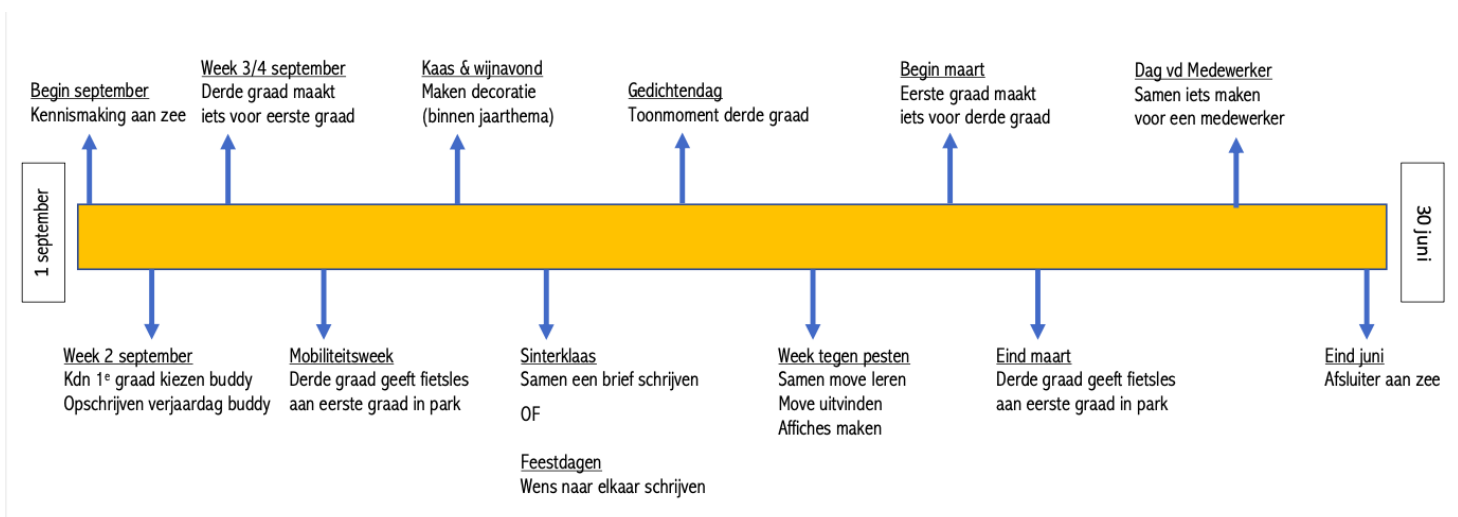 1 september
Begin september
Kennismaking aan zee
Week 3/4 september
Derde graad maakt
iets voor eerste graad
Kaas & wijnavond
Maken decoratie
(binnen jaarthema)
Gedichtendag
Toonmoment derde graad
Begin maart
Eerste graad maakt
iets voor derde graad
Dag vd Medewerker
Samen iets maken
voor een medewerker
30 juni
Week 2 september
Kdn 1e graad kiezen buddy
Opschrijven verjaardag buddy
Mobiliteitsweek
Derde graad geeft fietsles
aan eerste graad in park
Sinterklaas
Samen een brief schrijven
OF
Feestdagen
Wens naar elkaar schrijven
Week tegen pesten
Samen move leren
Move uitvinden
Affiches maken
Eind maart
Derde graad geeft fietsles
aan eerste graad in park
Eind juni
Afsluiter aan zee